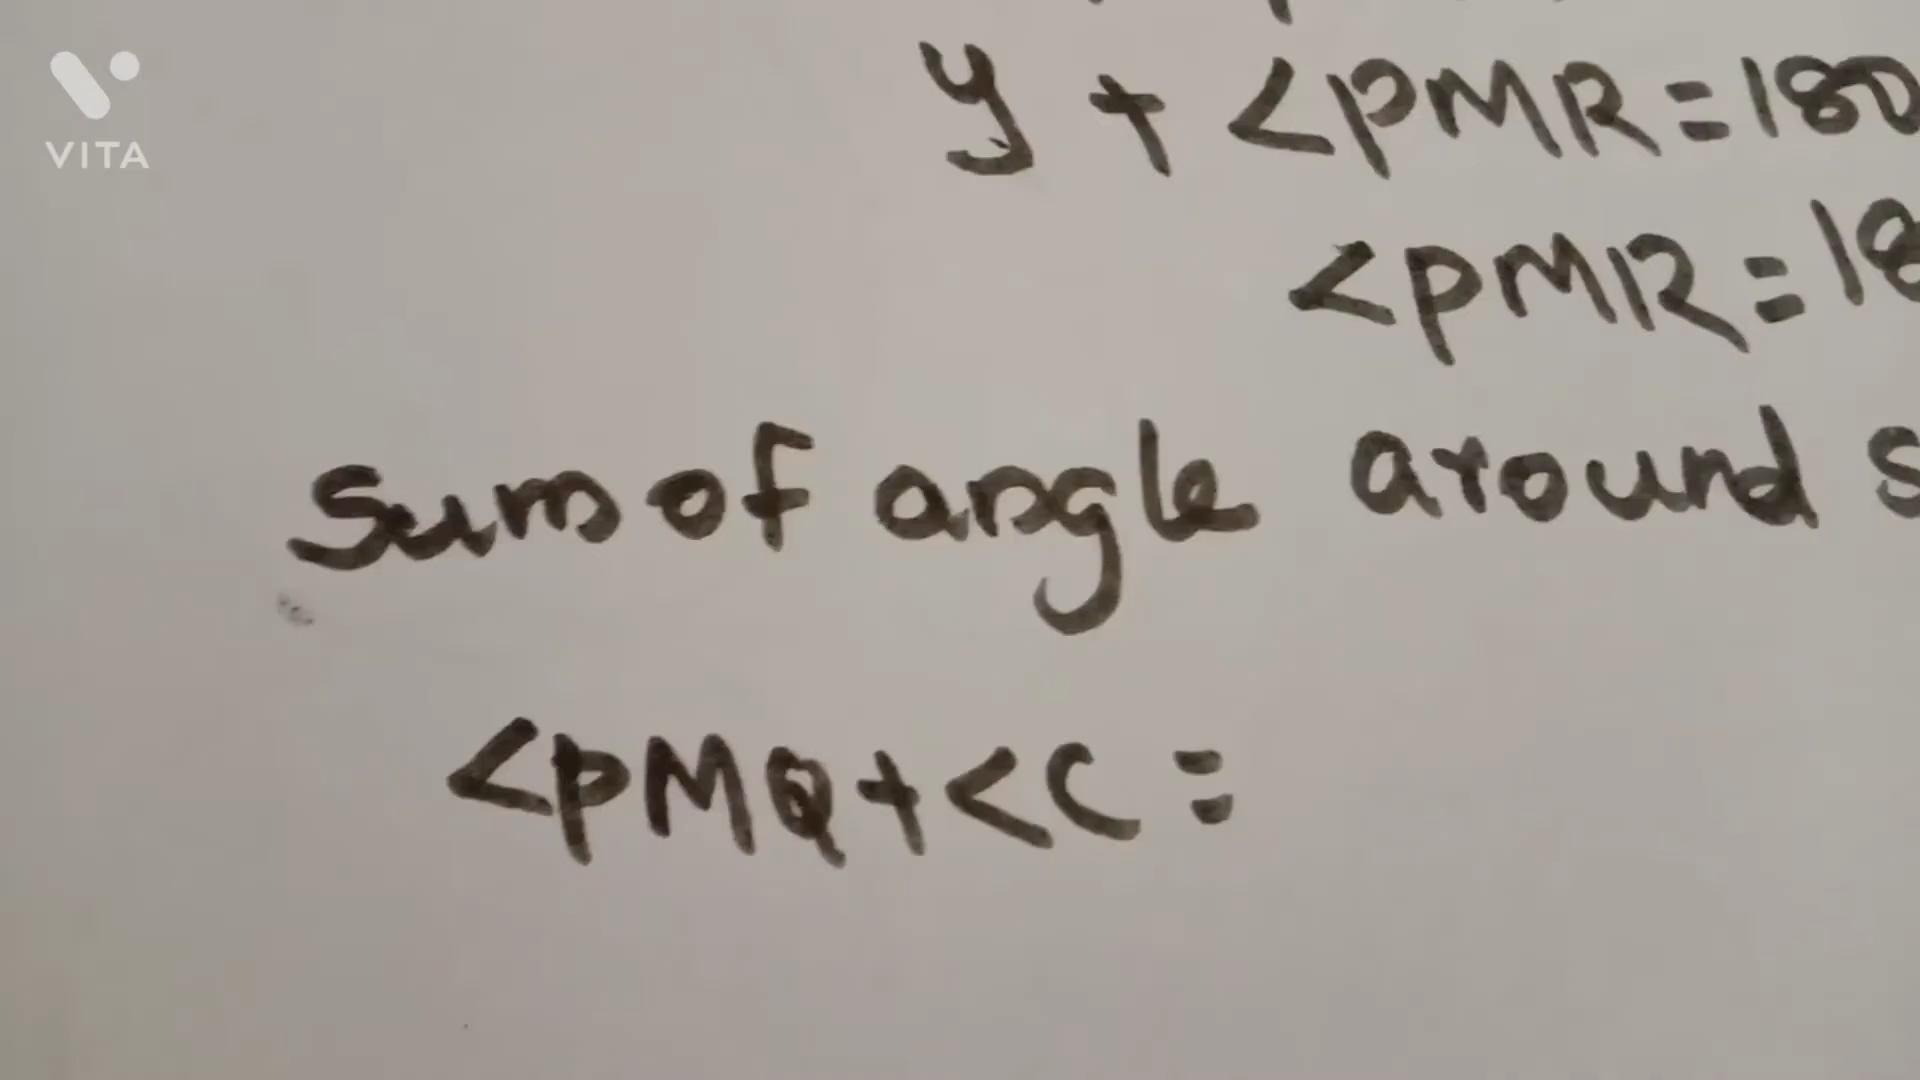 VITA
y + <PMR = 180
<PMR = 18
Sum of angle around s
<PMQ + <C =